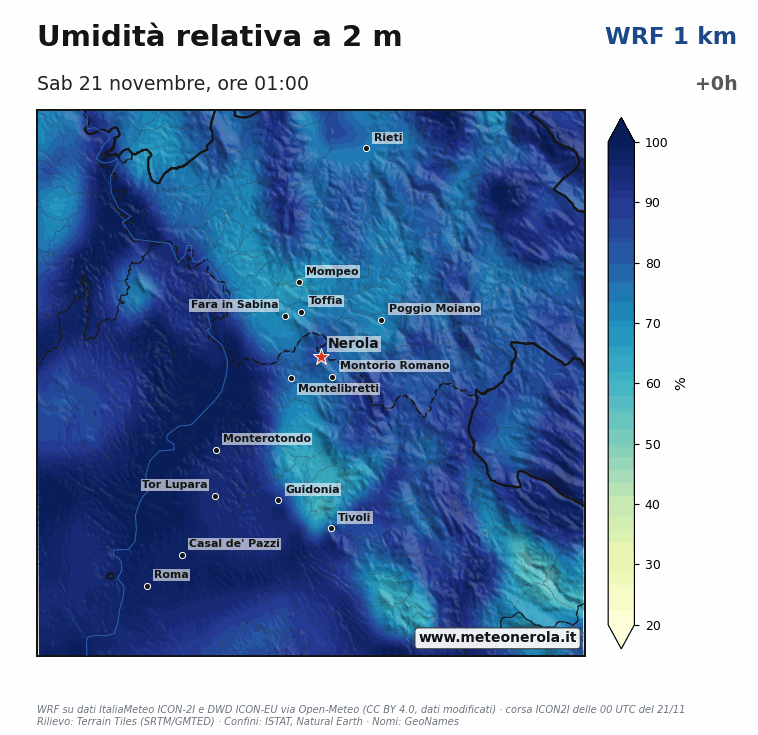 Umidità relativa a 2 m
WRF 1 km
Sab 21 novembre, ore 01:00
+0h
Rieti
Mompeo
Toffia
Fara in Sabina
Poggio Moiano
Nerola
Montorio Romano
Montelibretti
Monterotondo
Tor Lupara
Guidonia
Tivoli
Casal de' Pazzi
Roma
www.meteonerola.it
100
90
80
70
60
50
40
30
20
%
WRF su dati ItaliaMeteo ICON-2I e DWD ICON-EU via Open-Meteo (CC BY 4.0, dati modificati) · corsa ICON2I delle 00 UTC del 21/11
Rilievo: Terrain Tiles (SRTM/GMTED) · Confini: ISTAT, Natural Earth · Nomi: GeoNames